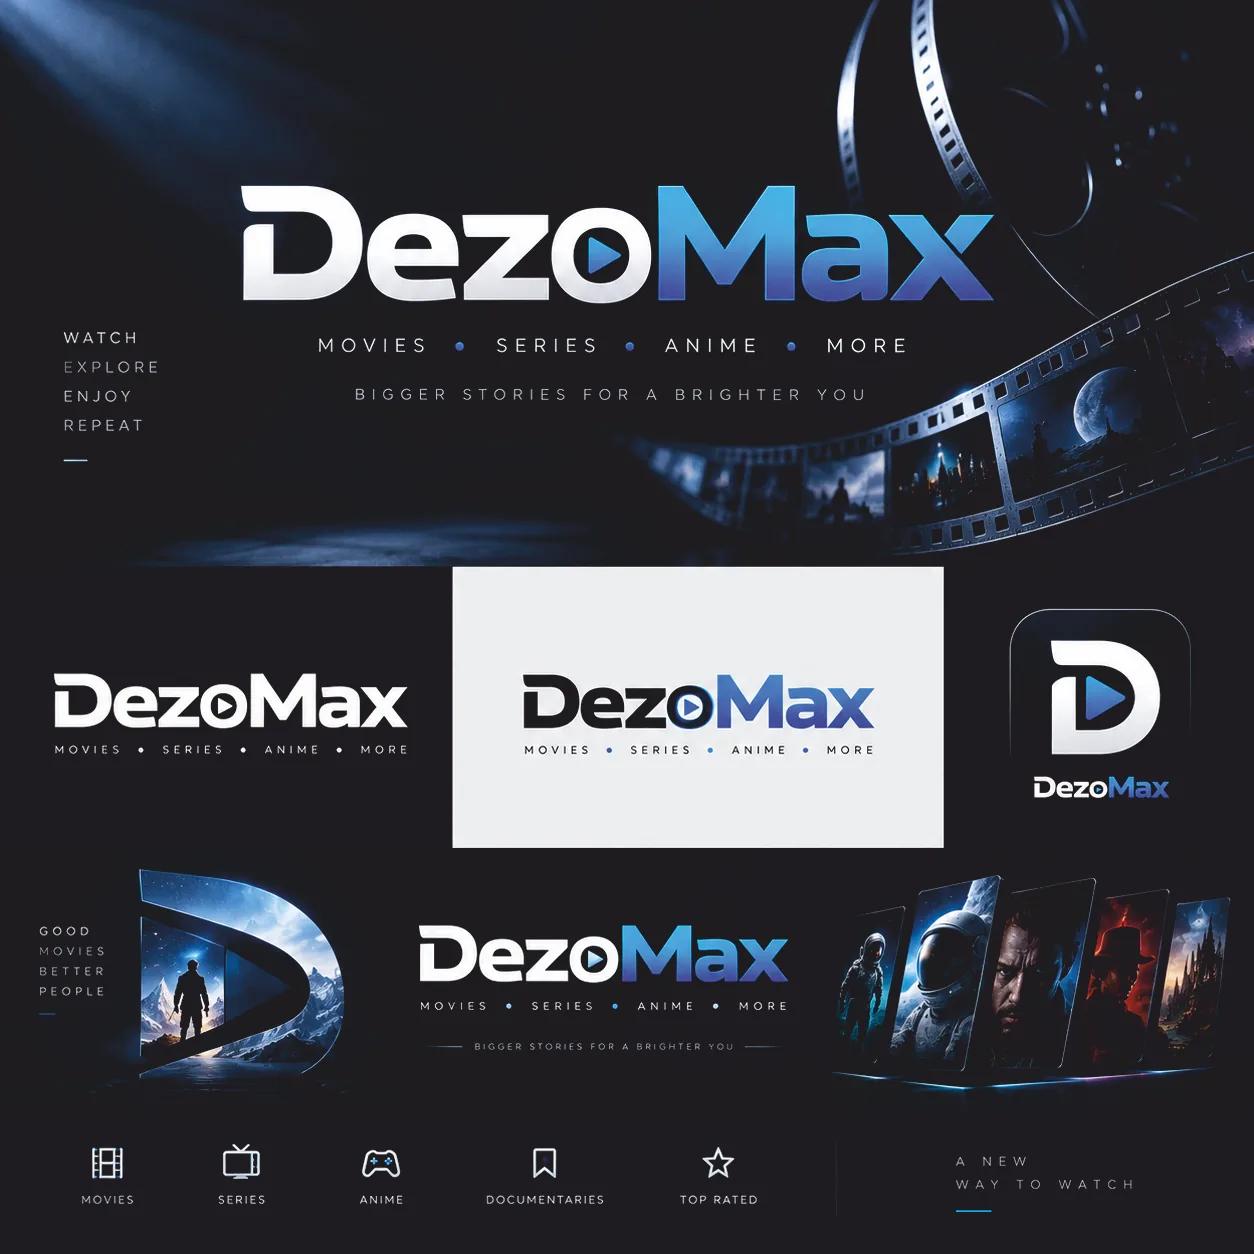 DezoMax
MOVIES • SERIES • ANIME • MORE
BIGGER STORIES FOR A BRIGHTER YOU
WATCH
EXPLORE
ENJOY
REPEAT
DezoMax
MOVIES • SERIES • ANIME • MORE
DezoMax
MOVIES • SERIES • ANIME • MORE
D
DezoMax
GOOD
MOVIES
BETTER
PEOPLE
DezoMax
MOVIES • SERIES • ANIME • MORE
BIGGER STORIES FOR A BRIGHTER YOU
MOVIES
SERIES
ANIME
DOCUMENTARIES
TOP RATED
A NEW
WAY TO WATCH